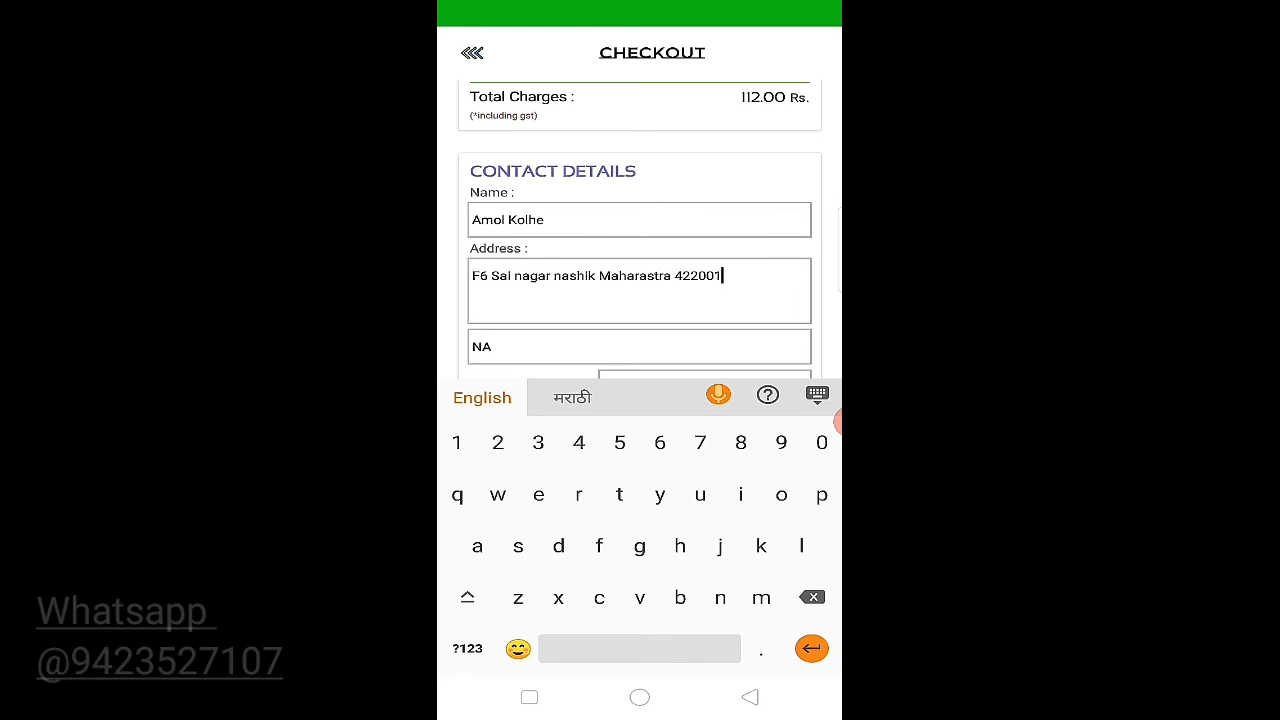 CHECKOUT
Total Charges : 112.00 Rs.
(*including gst)
CONTACT DETAILS
Name :
Amol Kolhe
Address :
F6 Sai nagar nashik Maharastra 422001
NA
English मराठी
1 2 3 4 5 6 7 8 9 0
q w e r t y u i o p
a s d f g h j k l
z x c v b n m
?123 .
Whatsapp
@9423527107